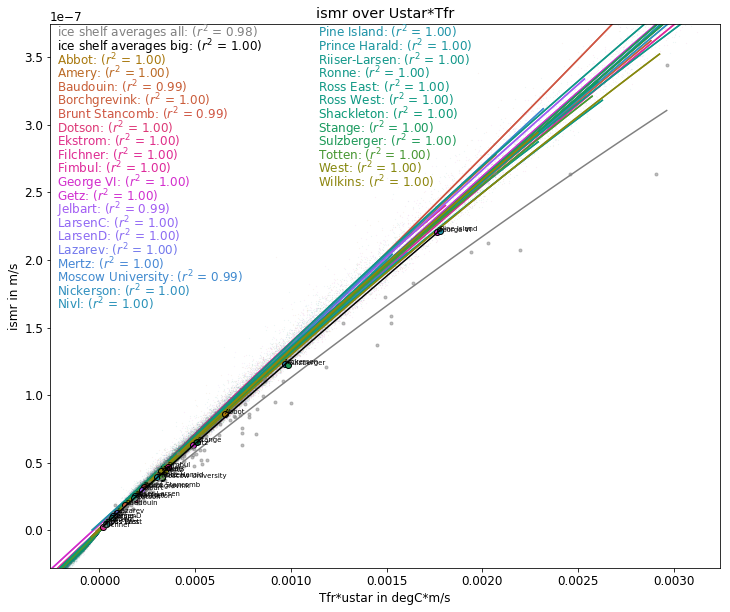 ismr over Ustar*Tfr
1e−7
ice shelf averages all: (r² = 0.98)
ice shelf averages big: (r² = 1.00)
Abbot: (r² = 1.00)
Amery: (r² = 1.00)
Baudouin: (r² = 0.99)
Borchgrevink: (r² = 1.00)
Brunt Stancomb: (r² = 0.99)
Dotson: (r² = 1.00)
Ekstrom: (r² = 1.00)
Filchner: (r² = 1.00)
Fimbul: (r² = 1.00)
George VI: (r² = 1.00)
Getz: (r² = 1.00)
Jelbart: (r² = 0.99)
LarsenC: (r² = 1.00)
LarsenD: (r² = 1.00)
Lazarev: (r² = 1.00)
Mertz: (r² = 1.00)
Moscow University: (r² = 0.99)
Nickerson: (r² = 1.00)
Nivl: (r² = 1.00)
Pine Island: (r² = 1.00)
Prince Harald: (r² = 1.00)
Riiser-Larsen: (r² = 1.00)
Ronne: (r² = 1.00)
Ross East: (r² = 1.00)
Ross West: (r² = 1.00)
Shackleton: (r² = 1.00)
Stange: (r² = 1.00)
Sulzberger: (r² = 1.00)
Totten: (r² = 1.00)
West: (r² = 1.00)
Wilkins: (r² = 1.00)
3.5
3.0
2.5
2.0
1.5
1.0
0.5
0.0
ismr in m/s
Pine Island
Abbot
0.0000
0.0005
0.0010
0.0015
0.0020
0.0025
0.0030
Tfr*ustar in degC*m/s